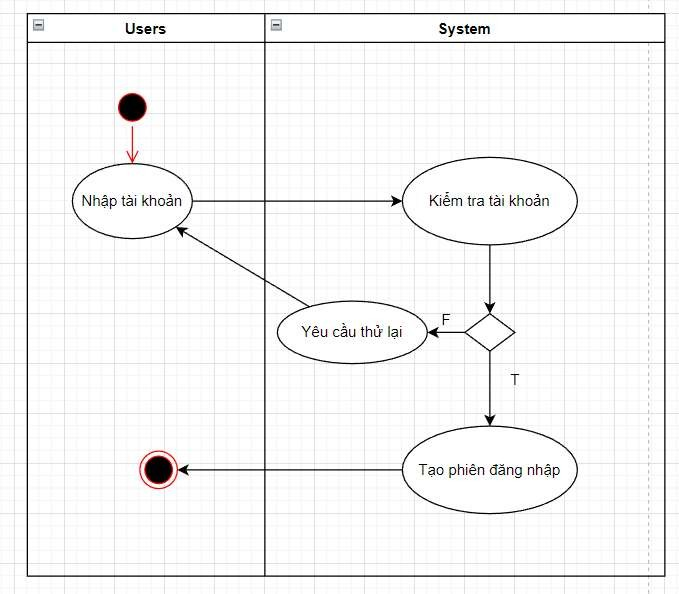 Users
System
Nhập tài khoản
Kiểm tra tài khoản
Yêu cầu thử lại
F
T
Tạo phiên đăng nhập